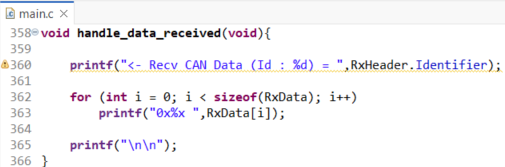 main.c
358 void handle_data_received(void){
359
360 printf("<- Recv CAN Data (Id : %d) = ",RxHeader.Identifier);
361
362 for (int i = 0; i < sizeof(RxData); i++)
363 printf("0x%x ",RxData[i]);
364
365 printf("\n\n");
366 }